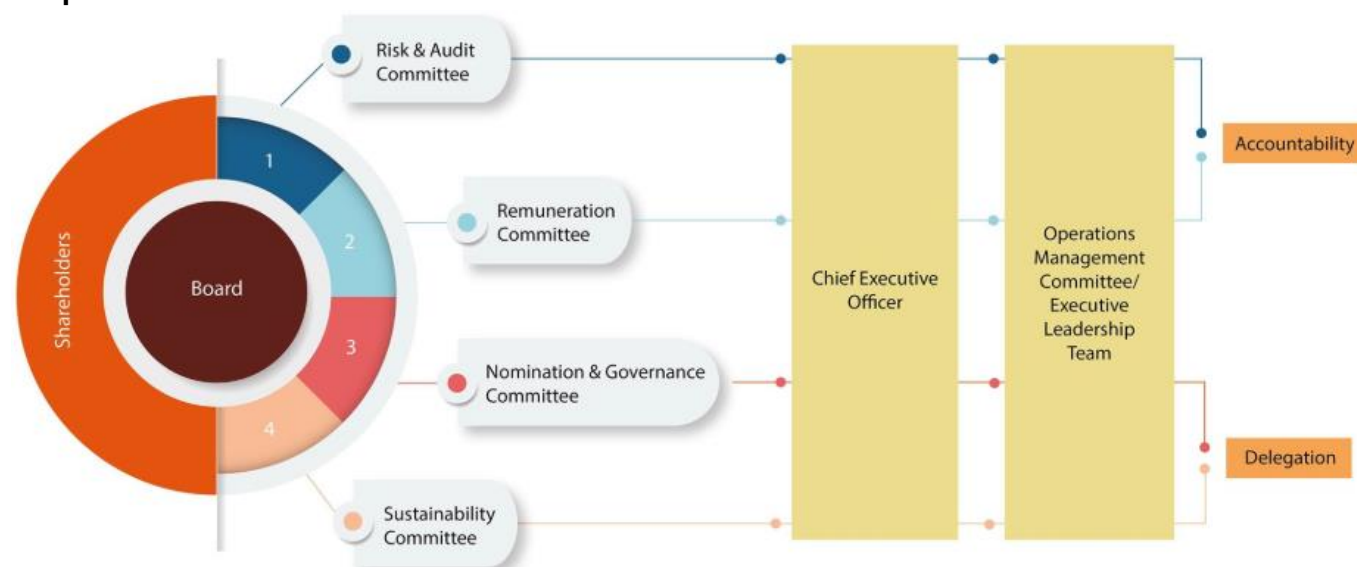 Shareholders
Board
1
2
3
4
Risk & Audit
Committee
Remuneration
Committee
Nomination & Governance
Committee
Sustainability
Committee
Chief Executive
Officer
Operations
Management
Committee/
Executive
Leadership
Team
Accountability
Delegation